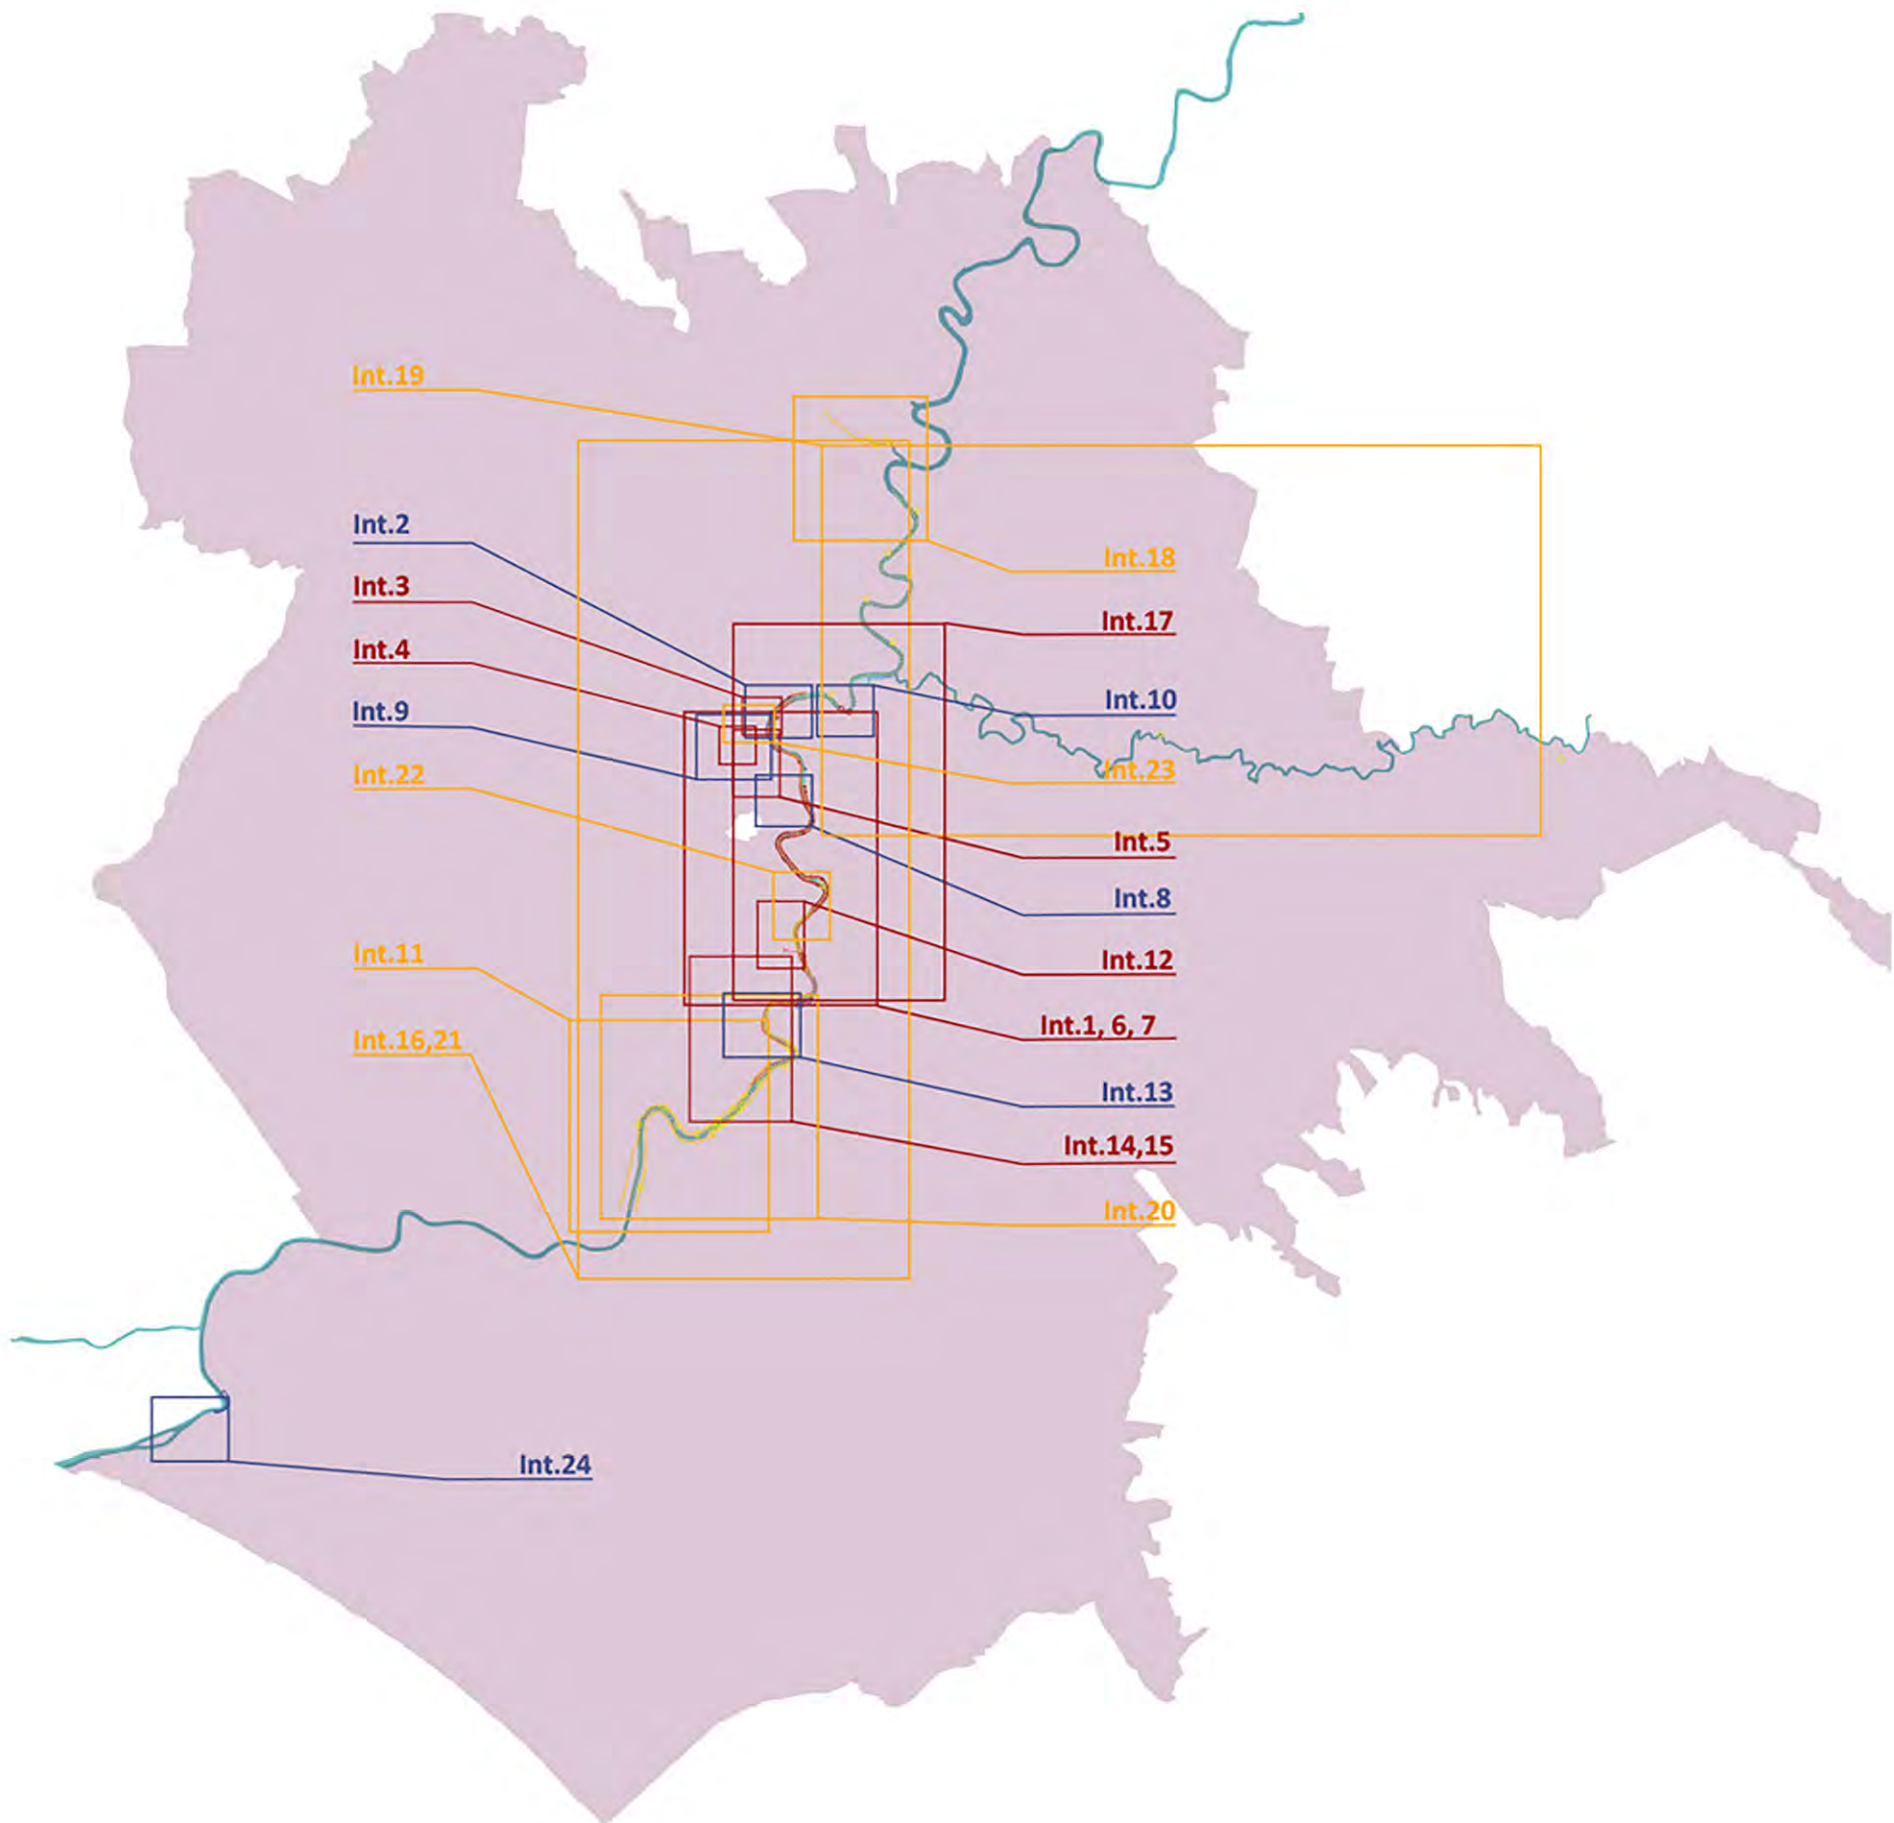 Int.19
Int.2
Int.3
Int.4
Int.9
Int.22
Int.11
Int.16,21
Int.18
Int.17
Int.10
Int.23
Int.5
Int.8
Int.12
Int.1, 6, 7
Int.13
Int.14,15
Int.20
Int.24